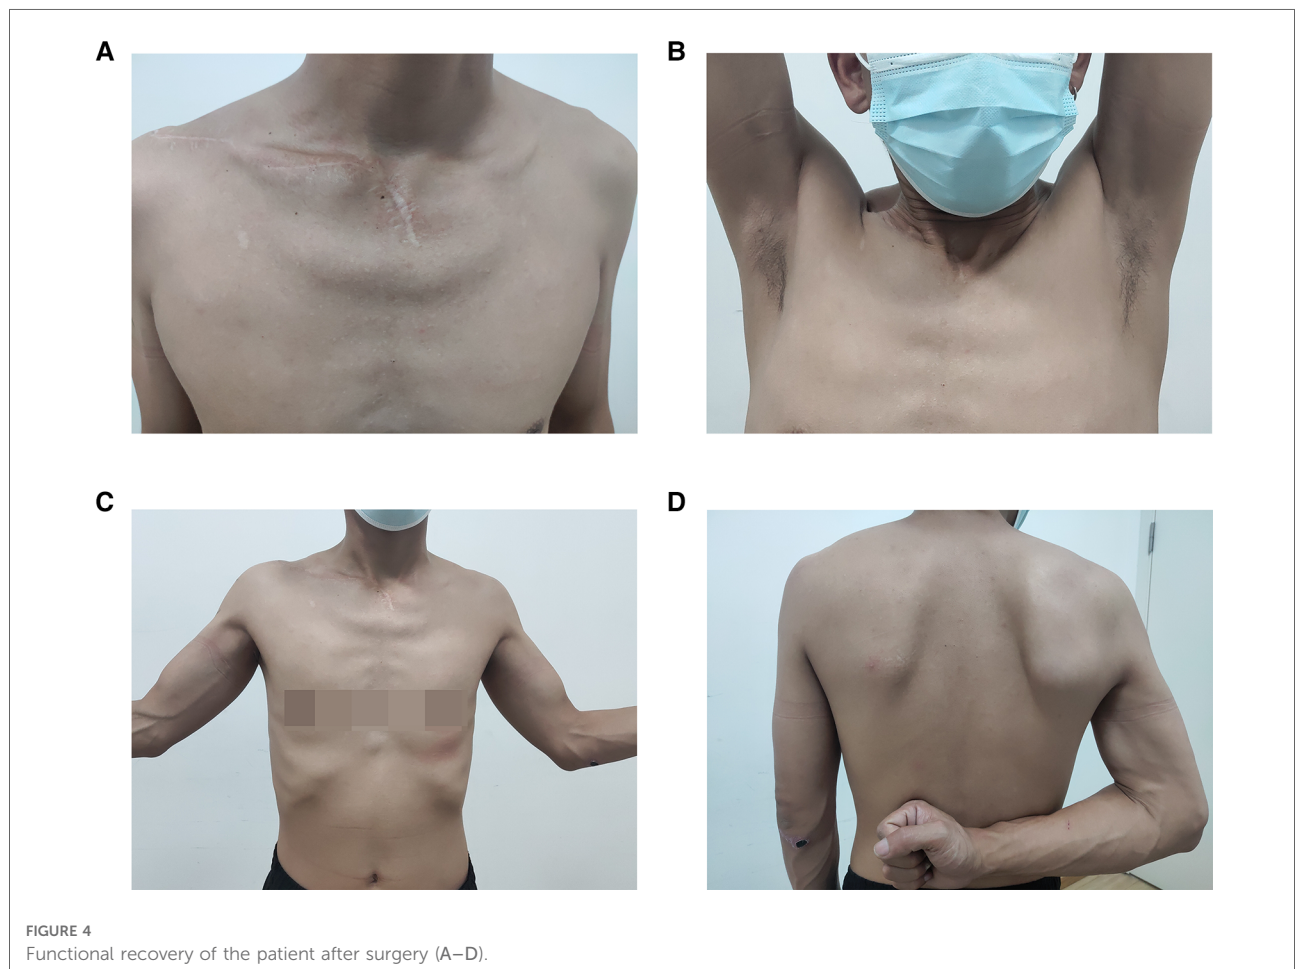 A
B
C
D
FIGURE 4
Functional recovery of the patient after surgery (A–D).